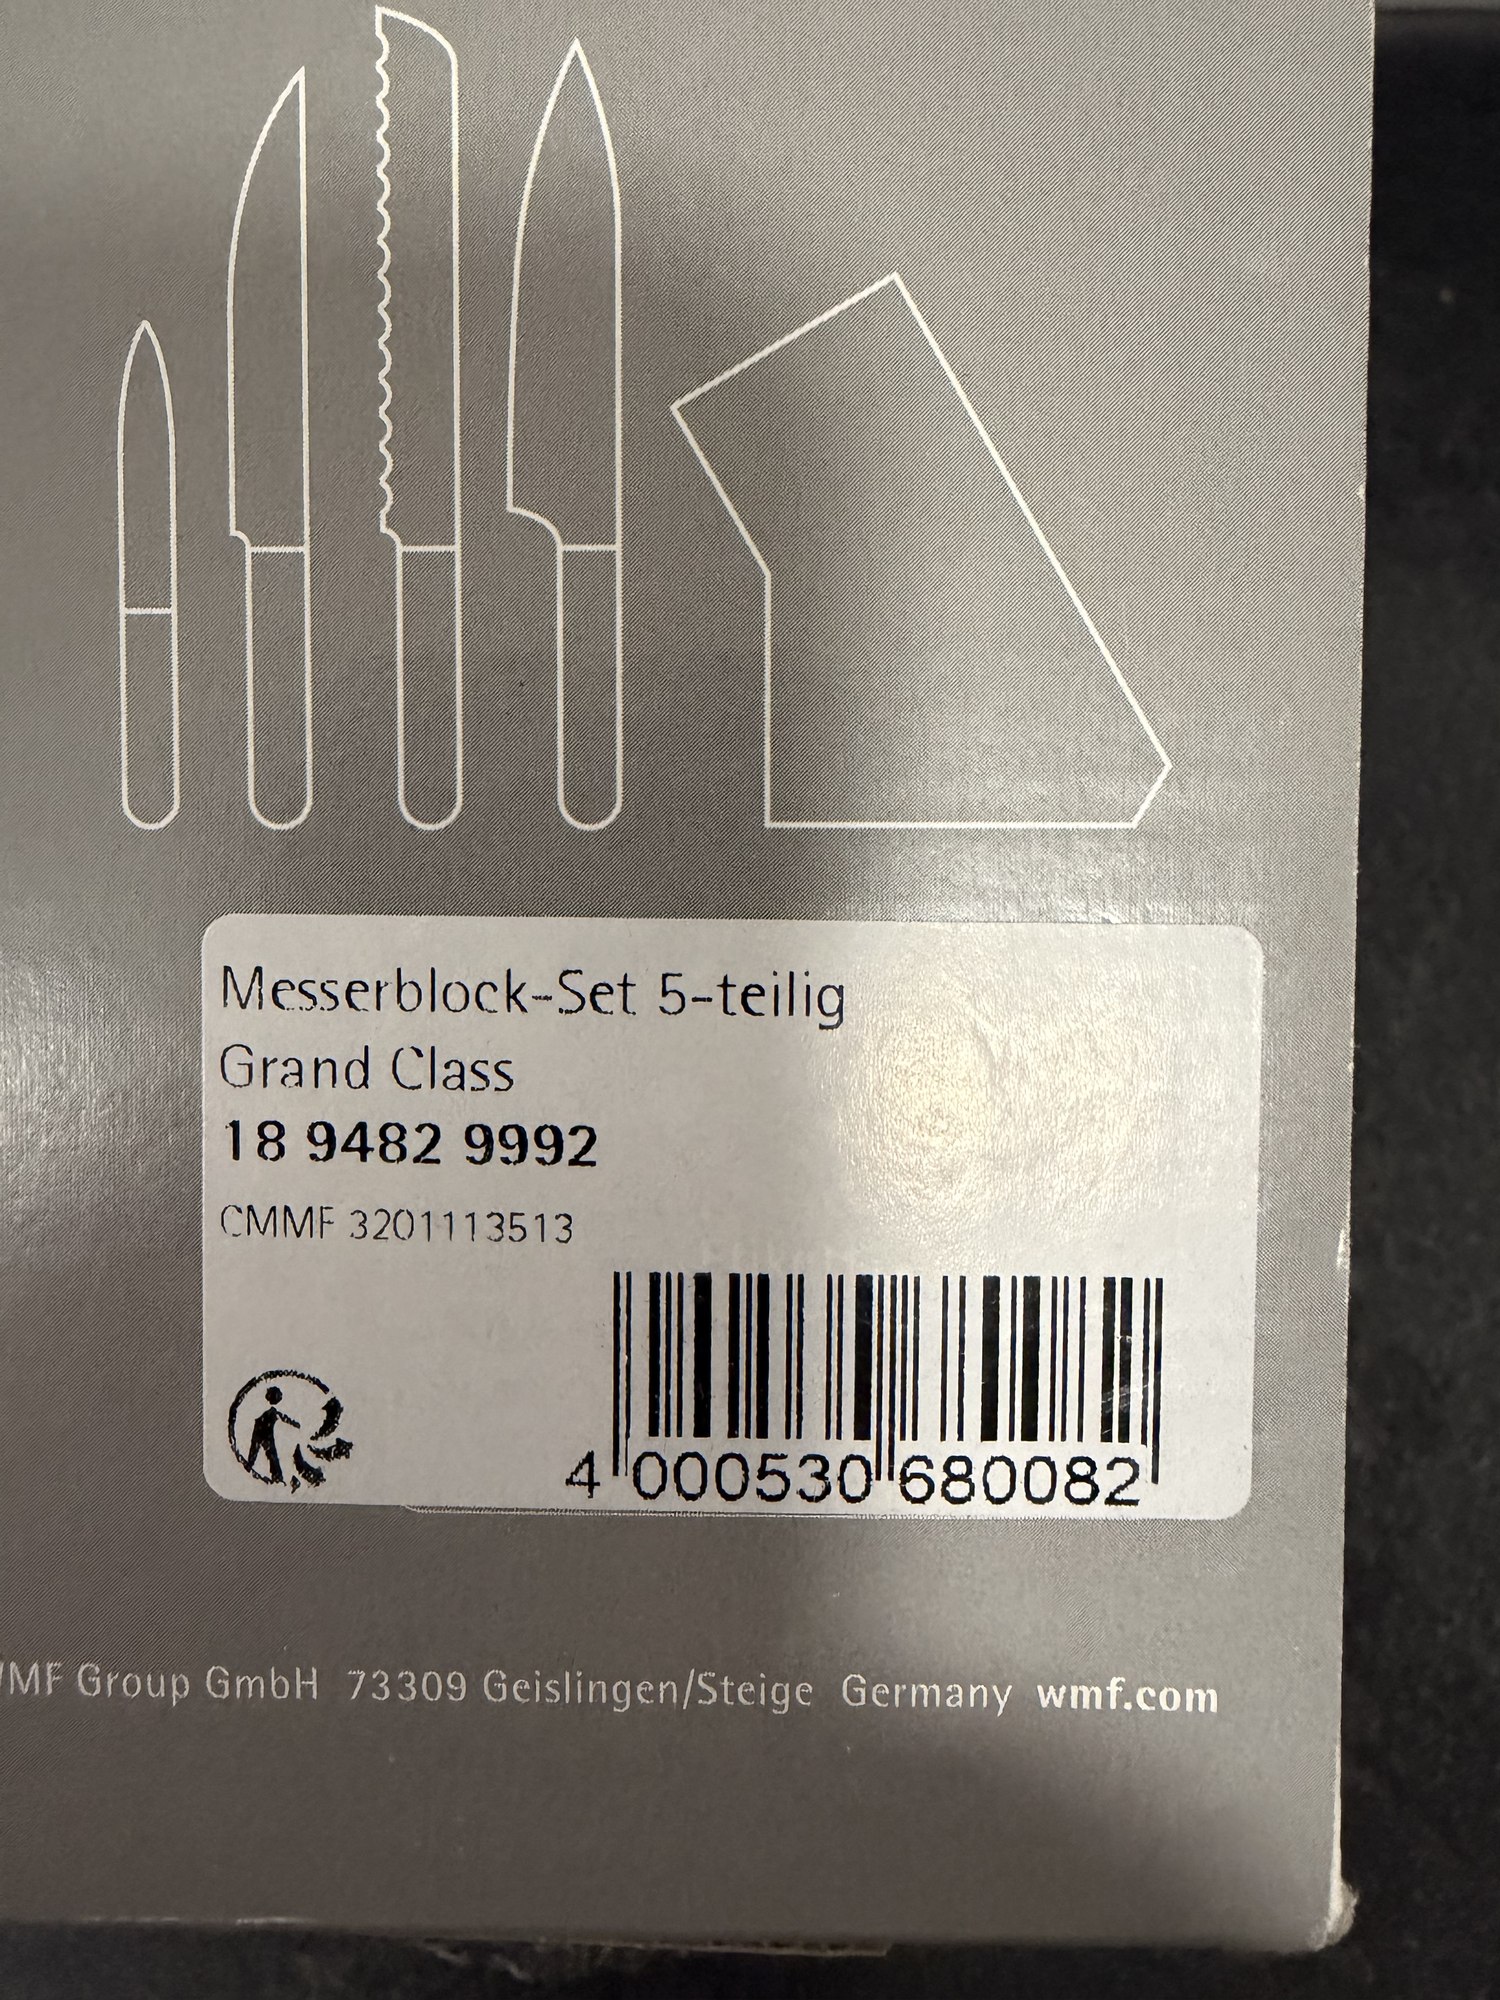 Messerblock-Set 5-teilig
Grand Class
18 9482 9992
CMMF 3201113513
4 000530 680082
WMF Group GmbH 73309 Geislingen/Steige Germany wmf.com